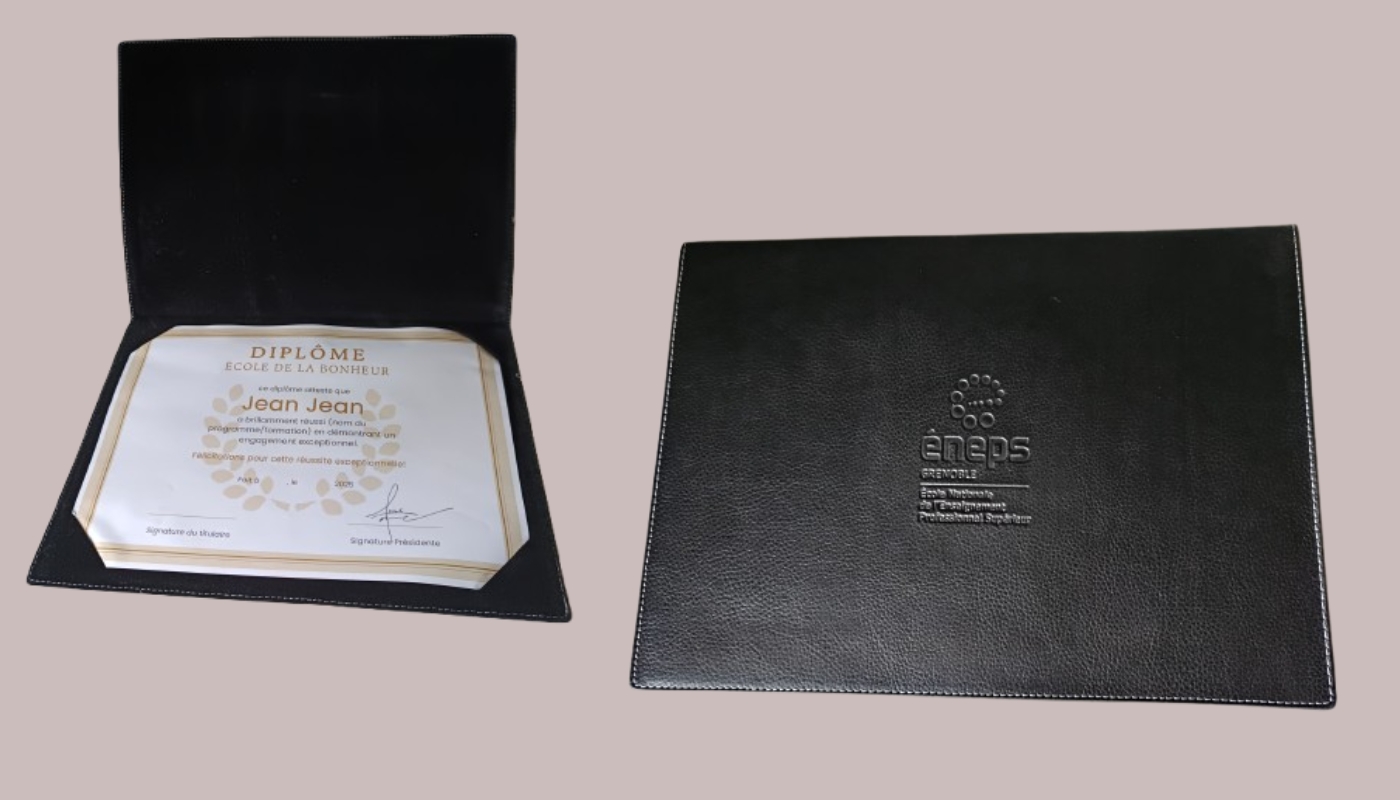 DIPLÔME
ECOLE DE LA BONHEUR
ce diplôme atteste que
Jean Jean
a brillamment réussi (nom du
programme/formation) en démontrant un
engagement exceptionnel.
Félicitations pour cette réussite exceptionnelle!
Fait à , le 2025
Signature du titulaire
Signature Présidente
éneps
GRENOBLE
École Nationale
de l'Enseignement
Professionnel Supérieur